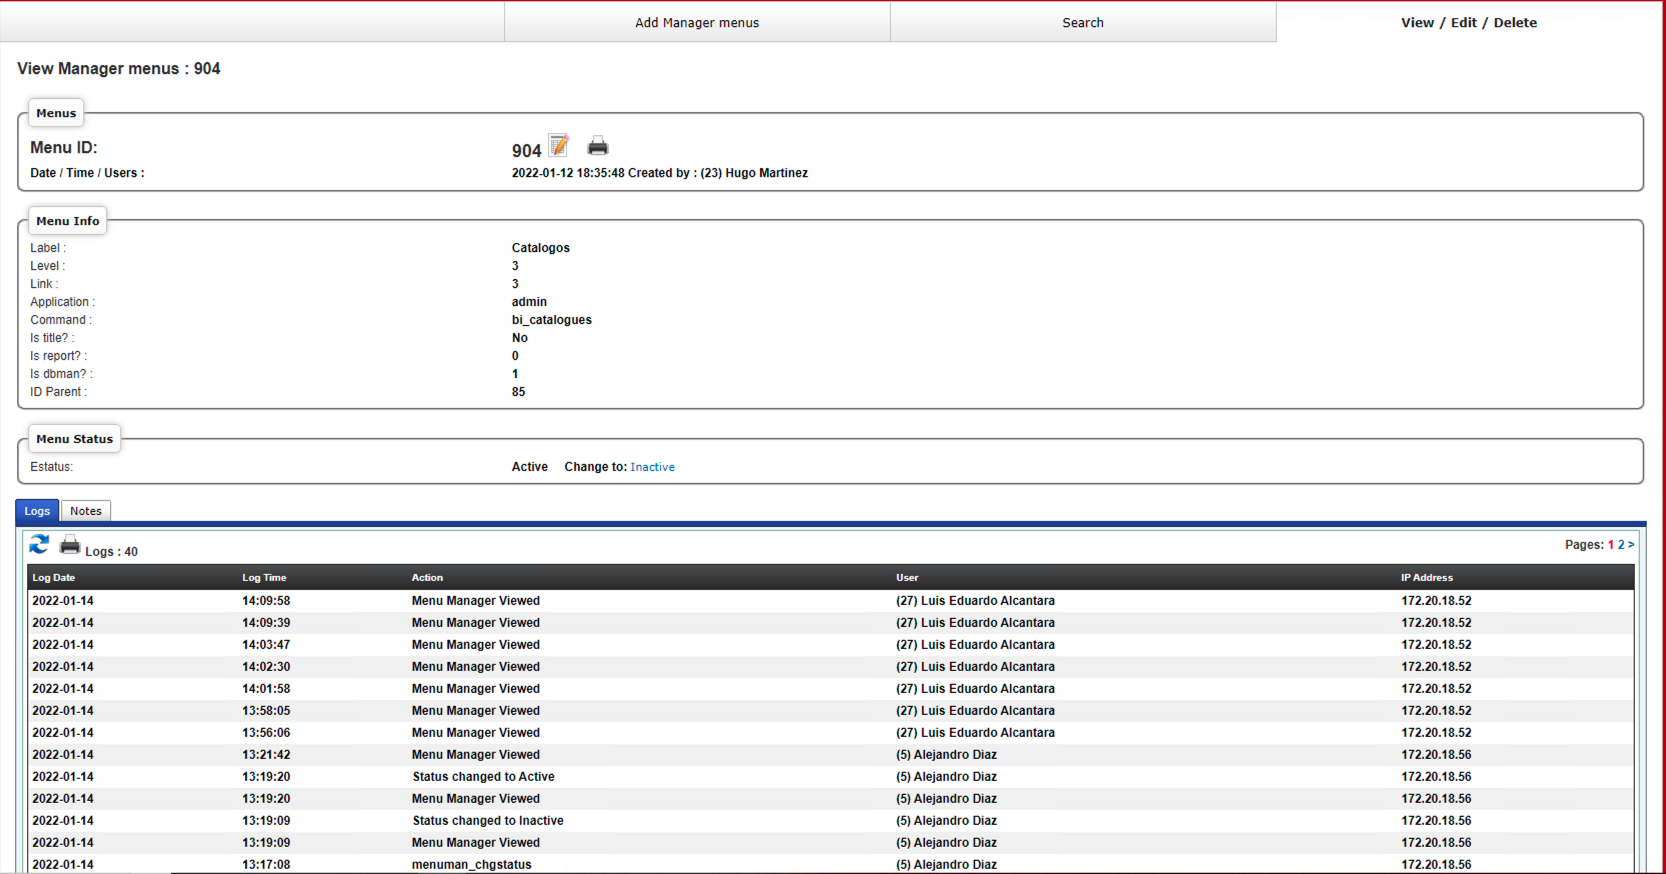 Add Manager menus Search View / Edit / Delete
View Manager menus : 904
Menus
Menu ID: 904
Date / Time / Users : 2022-01-12 18:35:48 Created by : (23) Hugo Martinez
Menu Info
Label : Catalogos
Level : 3
Link : 3
Application : admin
Command : bi_catalogues
Is title? : No
Is report? : 0
Is dbman? : 1
ID Parent : 85
Menu Status
Estatus: Active Change to: Inactive
Logs Notes
Logs : 40 Pages: 1 2 >
Log Date Log Time Action User IP Address
2022-01-14 14:09:58 Menu Manager Viewed (27) Luis Eduardo Alcantara 172.20.18.52
2022-01-14 14:09:39 Menu Manager Viewed (27) Luis Eduardo Alcantara 172.20.18.52
2022-01-14 14:03:47 Menu Manager Viewed (27) Luis Eduardo Alcantara 172.20.18.52
2022-01-14 14:02:30 Menu Manager Viewed (27) Luis Eduardo Alcantara 172.20.18.52
2022-01-14 14:01:58 Menu Manager Viewed (27) Luis Eduardo Alcantara 172.20.18.52
2022-01-14 13:58:05 Menu Manager Viewed (27) Luis Eduardo Alcantara 172.20.18.52
2022-01-14 13:56:06 Menu Manager Viewed (27) Luis Eduardo Alcantara 172.20.18.52
2022-01-14 13:21:42 Menu Manager Viewed (5) Alejandro Diaz 172.20.18.56
2022-01-14 13:19:20 Status changed to Active (5) Alejandro Diaz 172.20.18.56
2022-01-14 13:19:20 Menu Manager Viewed (5) Alejandro Diaz 172.20.18.56
2022-01-14 13:19:09 Status changed to Inactive (5) Alejandro Diaz 172.20.18.56
2022-01-14 13:19:09 Menu Manager Viewed (5) Alejandro Diaz 172.20.18.56
2022-01-14 13:17:08 menuman_chgstatus (5) Alejandro Diaz 172.20.18.56